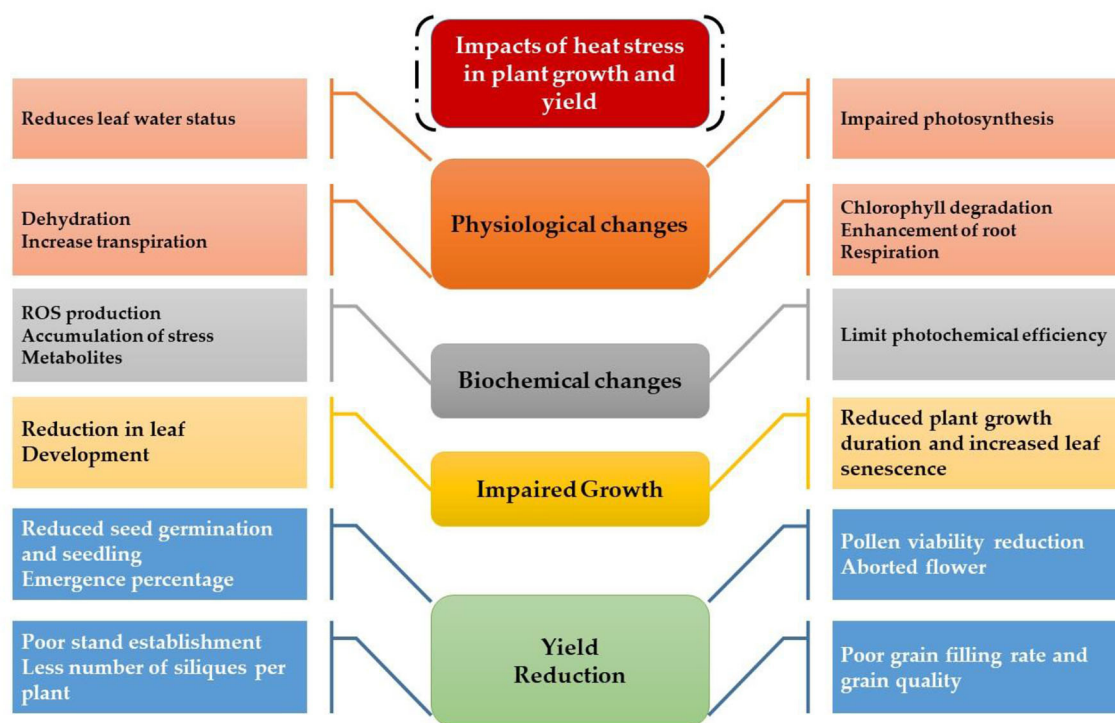 Impacts of heat stress
in plant growth and
yield
Reduces leaf water status
Impaired photosynthesis
Physiological changes
Dehydration
Increase transpiration
Chlorophyll degradation
Enhancement of root
Respiration
ROS production
Accumulation of stress
Metabolites
Limit photochemical efficiency
Biochemical changes
Reduction in leaf
Development
Reduced plant growth
duration and increased leaf
senescence
Impaired Growth
Reduced seed germination
and seedling
Emergence percentage
Pollen viability reduction
Aborted flower
Yield
Reduction
Poor stand establishment
Less number of siliques per
plant
Poor grain filling rate and
grain quality